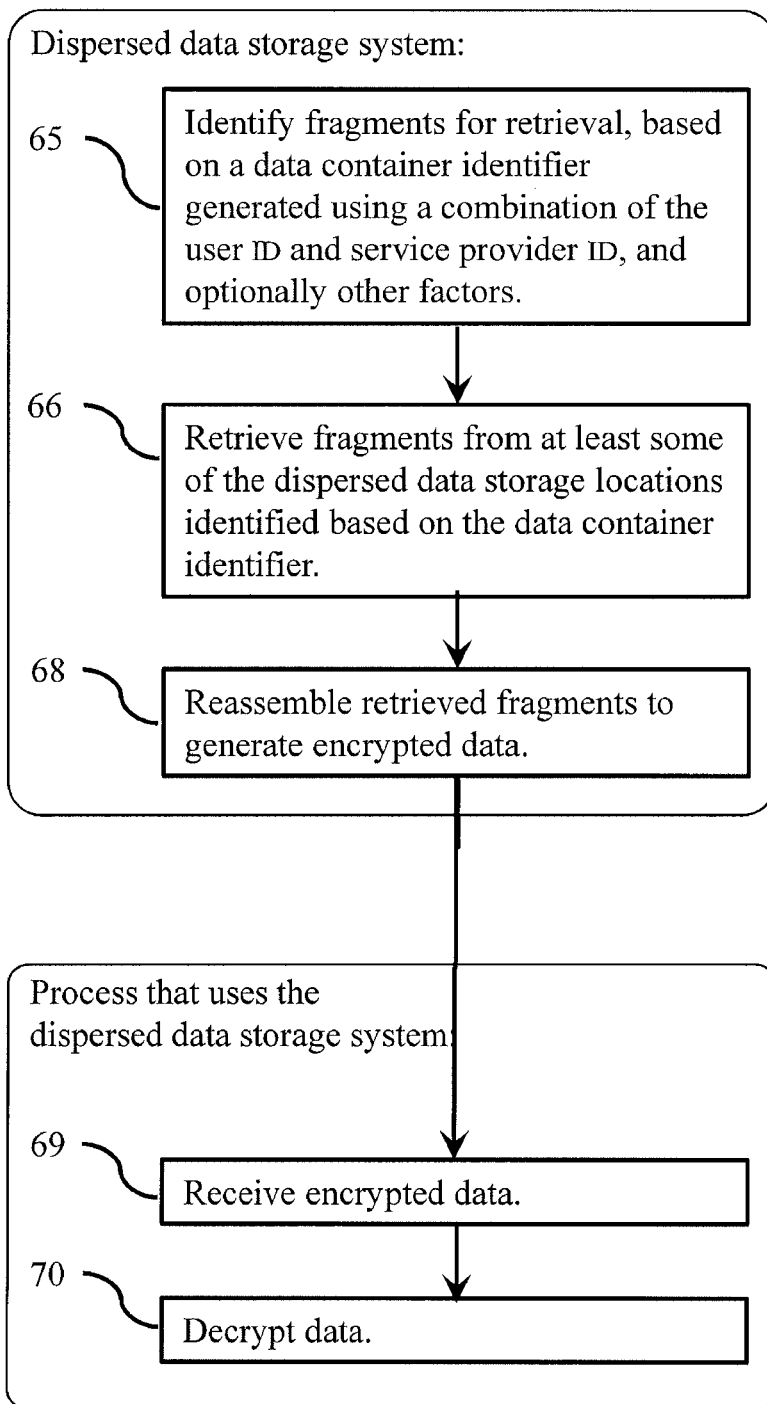 Dispersed data storage system:
65
Identify fragments for retrieval, based
on a data container identifier
generated using a combination of the
user ID and service provider ID, and
optionally other factors.
66
Retrieve fragments from at least some
of the dispersed data storage locations
identified based on the data container
identifier.
68
Reassemble retrieved fragments to
generate encrypted data.
Process that uses the
dispersed data storage system:
69
Receive encrypted data.
70
Decrypt data.